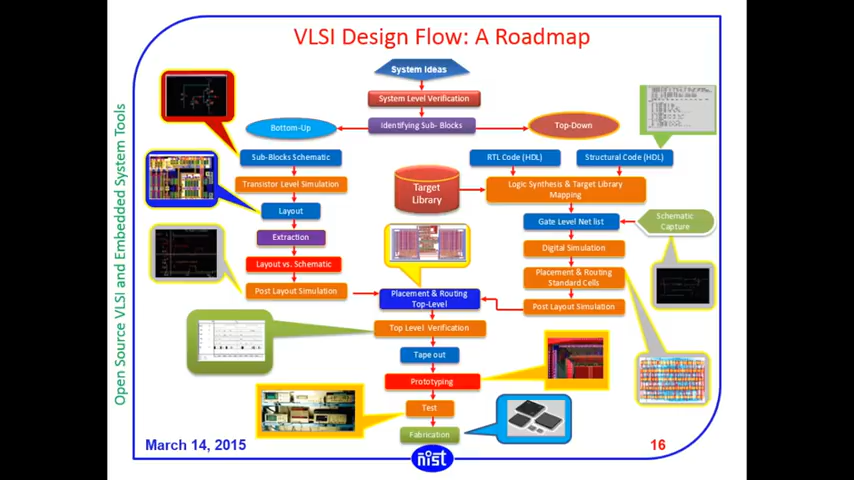 VLSI Design Flow: A Roadmap
System Ideas
System Level Verification
Identifying Sub- Blocks
Bottom-Up
Top-Down
Sub-Blocks Schematic
Transistor Level Simulation
Layout
Extraction
Layout vs. Schematic
Post Layout Simulation
RTL Code (HDL)
Structural Code (HDL)
Target
Library
Logic Synthesis & Target Library
Mapping
Gate Level Net list
Schematic
Capture
Digital Simulation
Placement & Routing
Standard Cells
Post Layout Simulation
Placement & Routing
Top-Level
Top Level Verification
Tape out
Prototyping
Test
Fabrication
Open Source VLSI and Embedded System Tools
March 14, 2015
16
nist